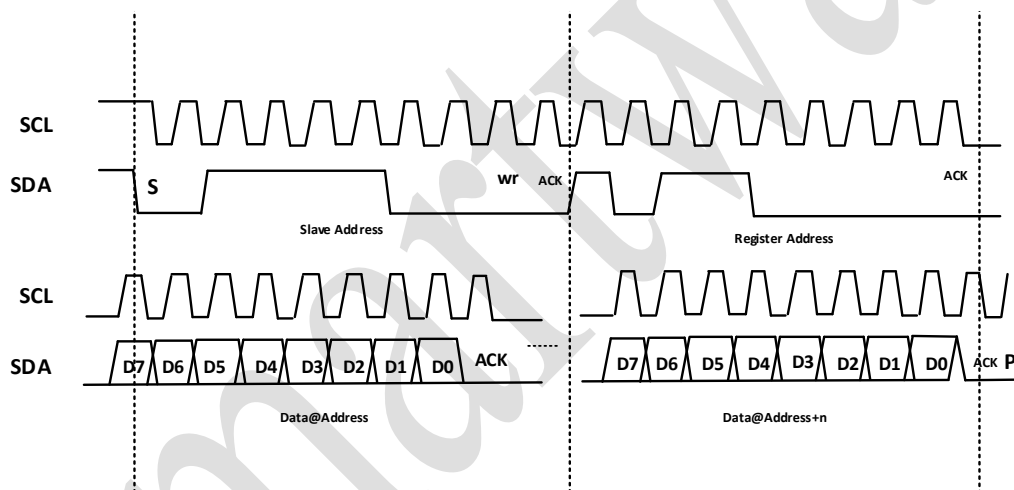 SCL
SDA S wr ACK ACK
Slave Address Register Address
SCL
SDA D7 D6 D5 D4 D3 D2 D1 D0 ACK D7 D6 D5 D4 D3 D2 D1 D0 ACK P
Data@Address Data@Address+n